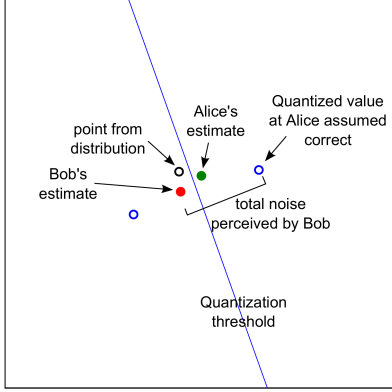 Quantized value
at Alice assumed
correct
Alice's
estimate
point from
distribution
Bob's
estimate
total noise
perceived by Bob
Quantization
threshold